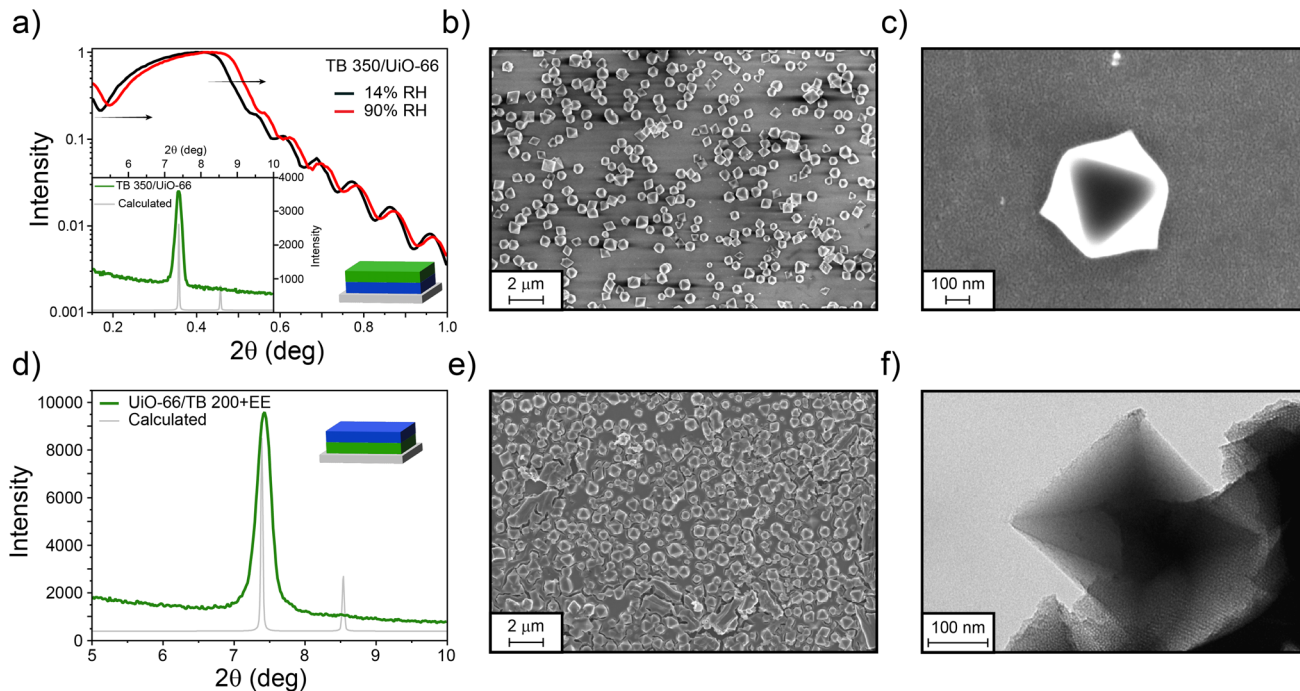 a)
TB 350/UiO-66
14% RH
90% RH
Intensity
1
0.1
0.01
0.001
0.2 0.4 0.6 0.8 1.0
2θ (deg)
2θ (deg)
6 7 8 9 10
TB 350/UiO-66
Calculated
4000
3000
2000
1000
Intensity
b)
2 μm
c)
100 nm
d)
UiO-66/TB 200+EE
Calculated
Intensity
10000
8000
6000
4000
2000
0
5 6 7 8 9 10
2θ (deg)
e)
2 μm
f)
100 nm